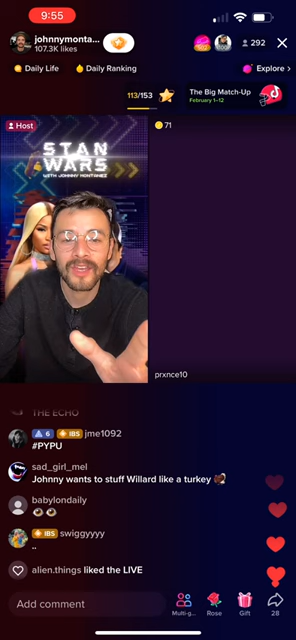 9:55
johnnymonta...
107.3K likes
292
Daily Life
Daily Ranking
Explore >
113/153
The Big Match-Up
February 1–12
Host
71
STAN
WARS
WITH JOHNNY MONTANEZ
prxnce10
THE ECHO
6 IBS jme1092
#PYPU
sad_girl_mel
Johnny wants to stuff Willard like a turkey 🦃
babylondaily
👀
IBS swiggyyyy
..
alien.things liked the LIVE
Add comment
Multi-g...
Rose
Gift
28